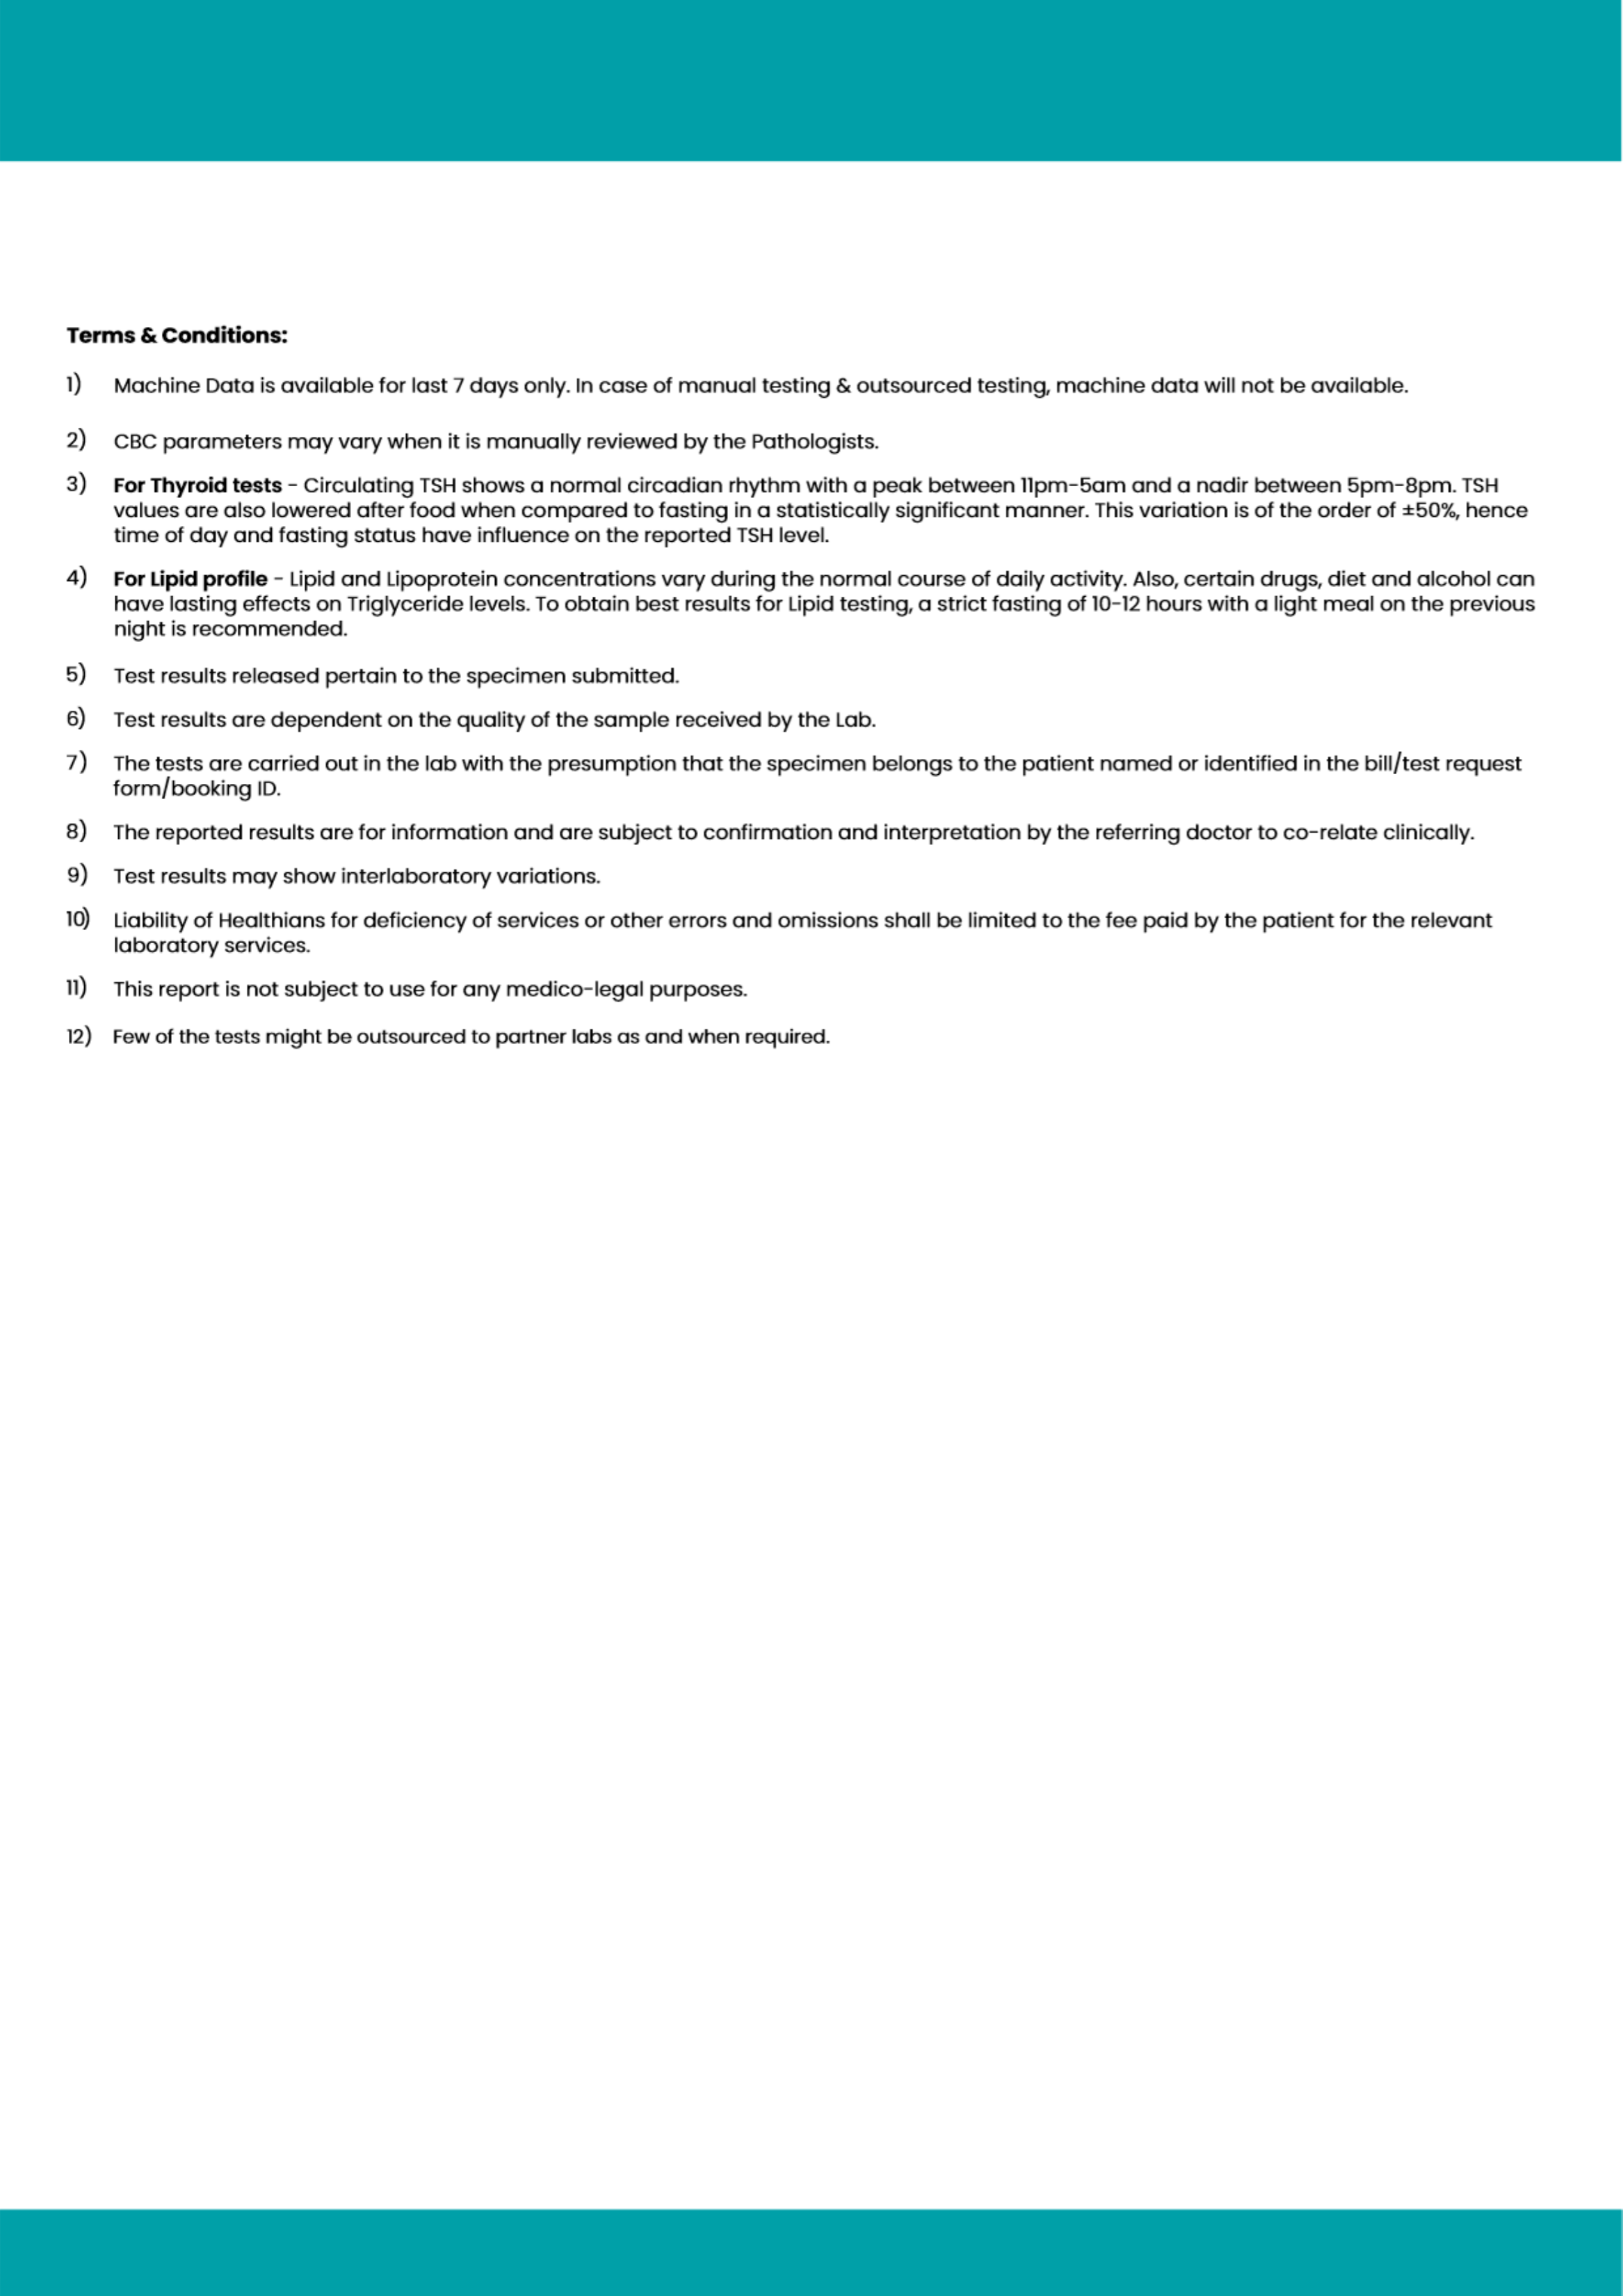 Terms & Conditions:
1) Machine Data is available for last 7 days only. In case of manual testing & outsourced testing, machine data will not be available.
2) CBC parameters may vary when it is manually reviewed by the Pathologists.
3) For Thyroid tests - Circulating TSH shows a normal circadian rhythm with a peak between 11pm-5am and a nadir between 5pm-8pm. TSH
values are also lowered after food when compared to fasting in a statistically significant manner. This variation is of the order of ±50%, hence
time of day and fasting status have influence on the reported TSH level.
4) For Lipid profile - Lipid and Lipoprotein concentrations vary during the normal course of daily activity. Also, certain drugs, diet and alcohol can
have lasting effects on Triglyceride levels. To obtain best results for Lipid testing, a strict fasting of 10-12 hours with a light meal on the previous
night is recommended.
5) Test results released pertain to the specimen submitted.
6) Test results are dependent on the quality of the sample received by the Lab.
7) The tests are carried out in the lab with the presumption that the specimen belongs to the patient named or identified in the bill/test request
form/booking ID.
8) The reported results are for information and are subject to confirmation and interpretation by the referring doctor to co-relate clinically.
9) Test results may show interlaboratory variations.
10) Liability of Healthians for deficiency of services or other errors and omissions shall be limited to the fee paid by the patient for the relevant
laboratory services.
11) This report is not subject to use for any medico-legal purposes.
12) Few of the tests might be outsourced to partner labs as and when required.